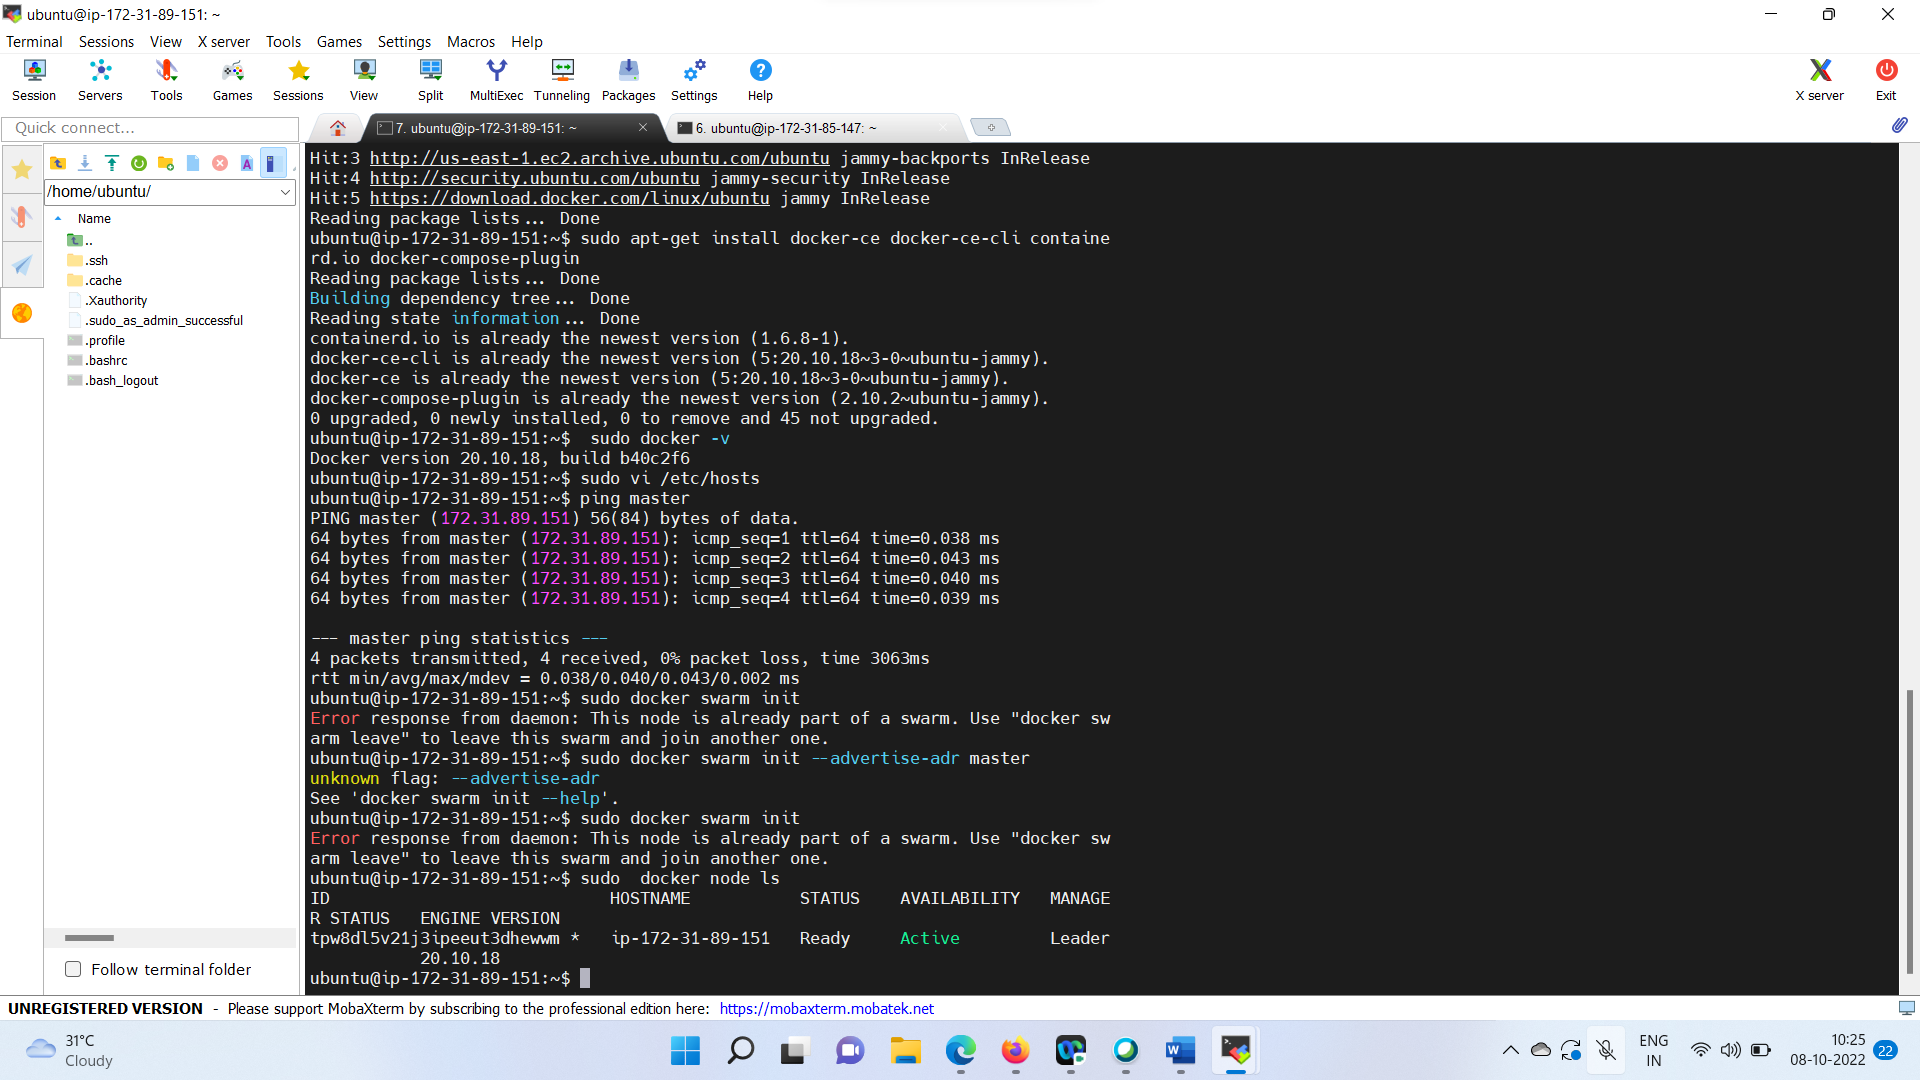 ubuntu@ip-172-31-89-151: ~
Terminal Sessions View X server Tools Games Settings Macros Help
Session Servers Tools Games Sessions View Split MultiExec Tunneling Packages Settings Help X server Exit
Quick connect...
7. ubuntu@ip-172-31-89-151: ~
6. ubuntu@ip-172-31-85-147: ~
/home/ubuntu/
Name
..
.ssh
.cache
.Xauthority
.sudo_as_admin_successful
.profile
.bashrc
.bash_logout
Follow terminal folder
Hit:3 http://us-east-1.ec2.archive.ubuntu.com/ubuntu jammy-backports InRelease
Hit:4 http://security.ubuntu.com/ubuntu jammy-security InRelease
Hit:5 https://download.docker.com/linux/ubuntu jammy InRelease
Reading package lists... Done
ubuntu@ip-172-31-89-151:~$ sudo apt-get install docker-ce docker-ce-cli containe
rd.io docker-compose-plugin
Reading package lists... Done
Building dependency tree... Done
Reading state information... Done
containerd.io is already the newest version (1.6.8-1).
docker-ce-cli is already the newest version (5:20.10.18~3-0~ubuntu-jammy).
docker-ce is already the newest version (5:20.10.18~3-0~ubuntu-jammy).
docker-compose-plugin is already the newest version (2.10.2~ubuntu-jammy).
0 upgraded, 0 newly installed, 0 to remove and 45 not upgraded.
ubuntu@ip-172-31-89-151:~$  sudo docker -v
Docker version 20.10.18, build b40c2f6
ubuntu@ip-172-31-89-151:~$ sudo vi /etc/hosts
ubuntu@ip-172-31-89-151:~$ ping master
PING master (172.31.89.151) 56(84) bytes of data.
64 bytes from master (172.31.89.151): icmp_seq=1 ttl=64 time=0.038 ms
64 bytes from master (172.31.89.151): icmp_seq=2 ttl=64 time=0.043 ms
64 bytes from master (172.31.89.151): icmp_seq=3 ttl=64 time=0.040 ms
64 bytes from master (172.31.89.151): icmp_seq=4 ttl=64 time=0.039 ms
--- master ping statistics ---
4 packets transmitted, 4 received, 0% packet loss, time 3063ms
rtt min/avg/max/mdev = 0.038/0.040/0.043/0.002 ms
ubuntu@ip-172-31-89-151:~$ sudo docker swarm init
Error response from daemon: This node is already part of a swarm. Use "docker sw
arm leave" to leave this swarm and join another one.
ubuntu@ip-172-31-89-151:~$ sudo docker swarm init --advertise-adr master
unknown flag: --advertise-adr
See 'docker swarm init --help'.
ubuntu@ip-172-31-89-151:~$ sudo docker swarm init
Error response from daemon: This node is already part of a swarm. Use "docker sw
arm leave" to leave this swarm and join another one.
ubuntu@ip-172-31-89-151:~$ sudo  docker node ls
ID HOSTNAME STATUS AVAILABILITY MANAGE
R STATUS ENGINE VERSION
tpw8dl5v21j3ipeeut3dhewwm * ip-172-31-89-151 Ready Active Leader
20.10.18
ubuntu@ip-172-31-89-151:~$
UNREGISTERED VERSION - Please support MobaXterm by subscribing to the professional edition here: https://mobaxterm.mobatek.net
31°C
Cloudy
ENG
IN
10:25
08-10-2022
22